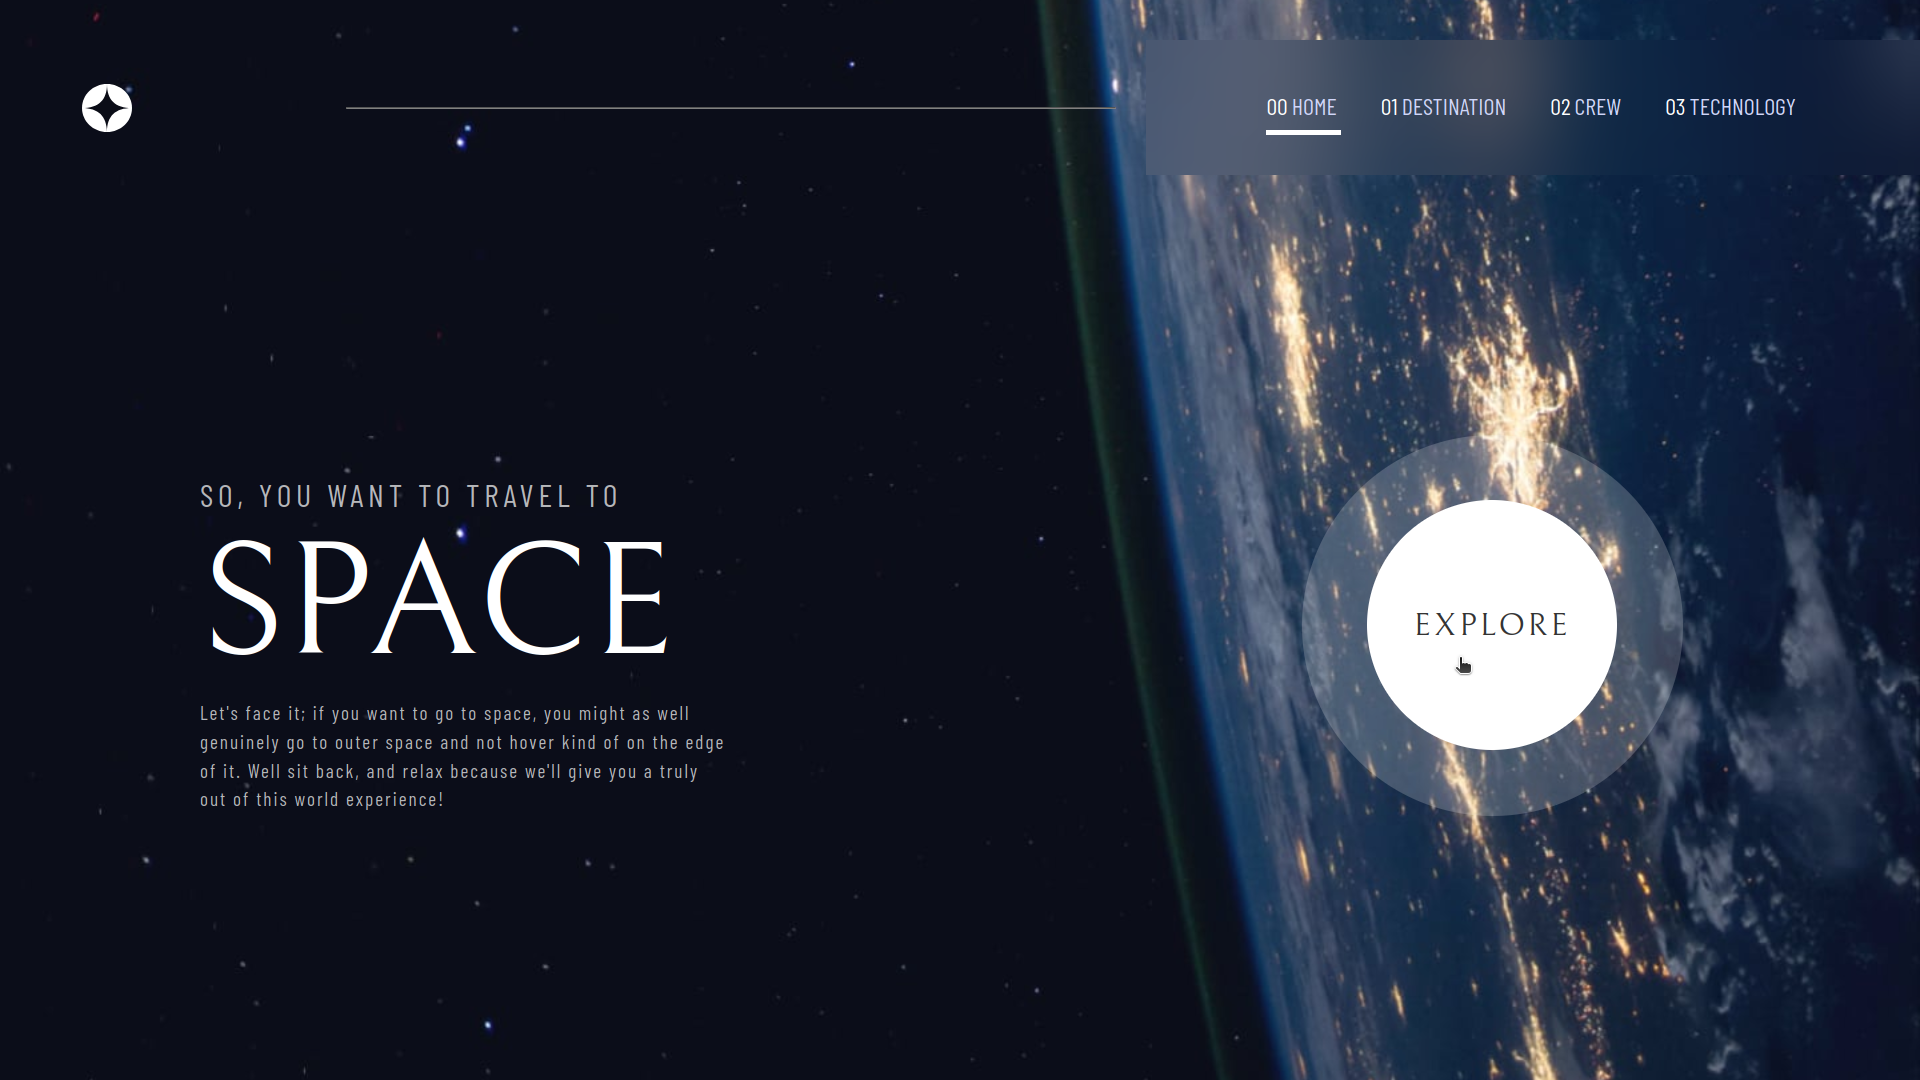 00 HOME 01 DESTINATION 02 CREW 03 TECHNOLOGY
SO, YOU WANT TO TRAVEL TO
SPACE
Let's face it; if you want to go to space, you might as well
genuinely go to outer space and not hover kind of on the edge
of it. Well sit back, and relax because we'll give you a truly
out of this world experience!
EXPLORE